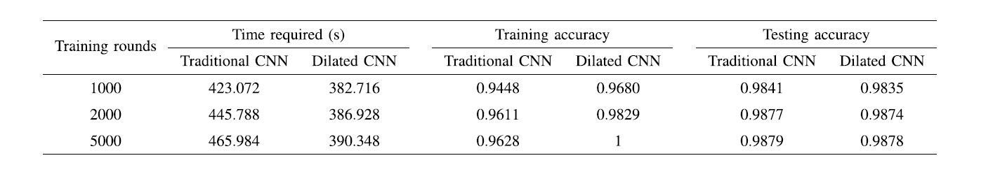 Training rounds Time required (s) Training accuracy Testing accuracy
Traditional CNN Dilated CNN Traditional CNN Dilated CNN Traditional CNN Dilated CNN
1000 423.072 382.716 0.9448 0.9680 0.9841 0.9835
2000 445.788 386.928 0.9611 0.9829 0.9877 0.9874
5000 465.984 390.348 0.9628 1 0.9879 0.9878